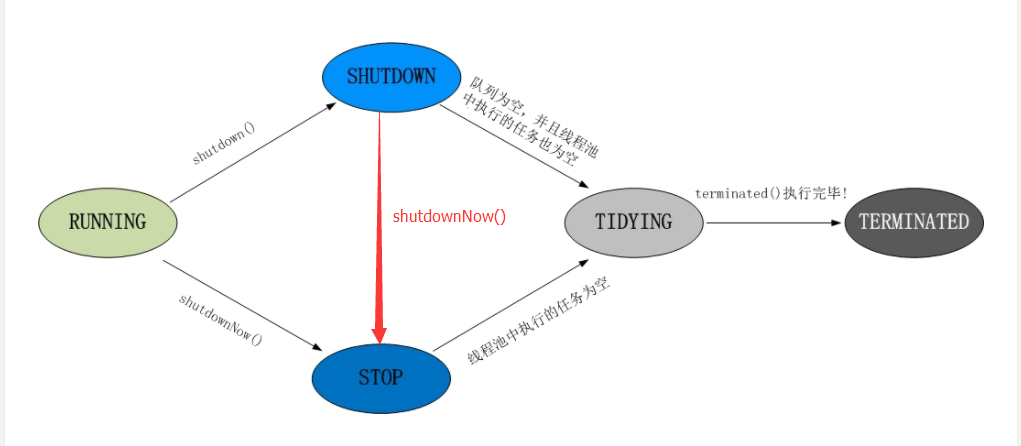 SHUTDOWN
队列为空，并且线程池
中执行的任务也为空
shutdown()
terminated()执行完毕!
RUNNING
shutdownNow()
TIDYING
TERMINATED
shutdownNow()
线程池中执行的任务为空
STOP